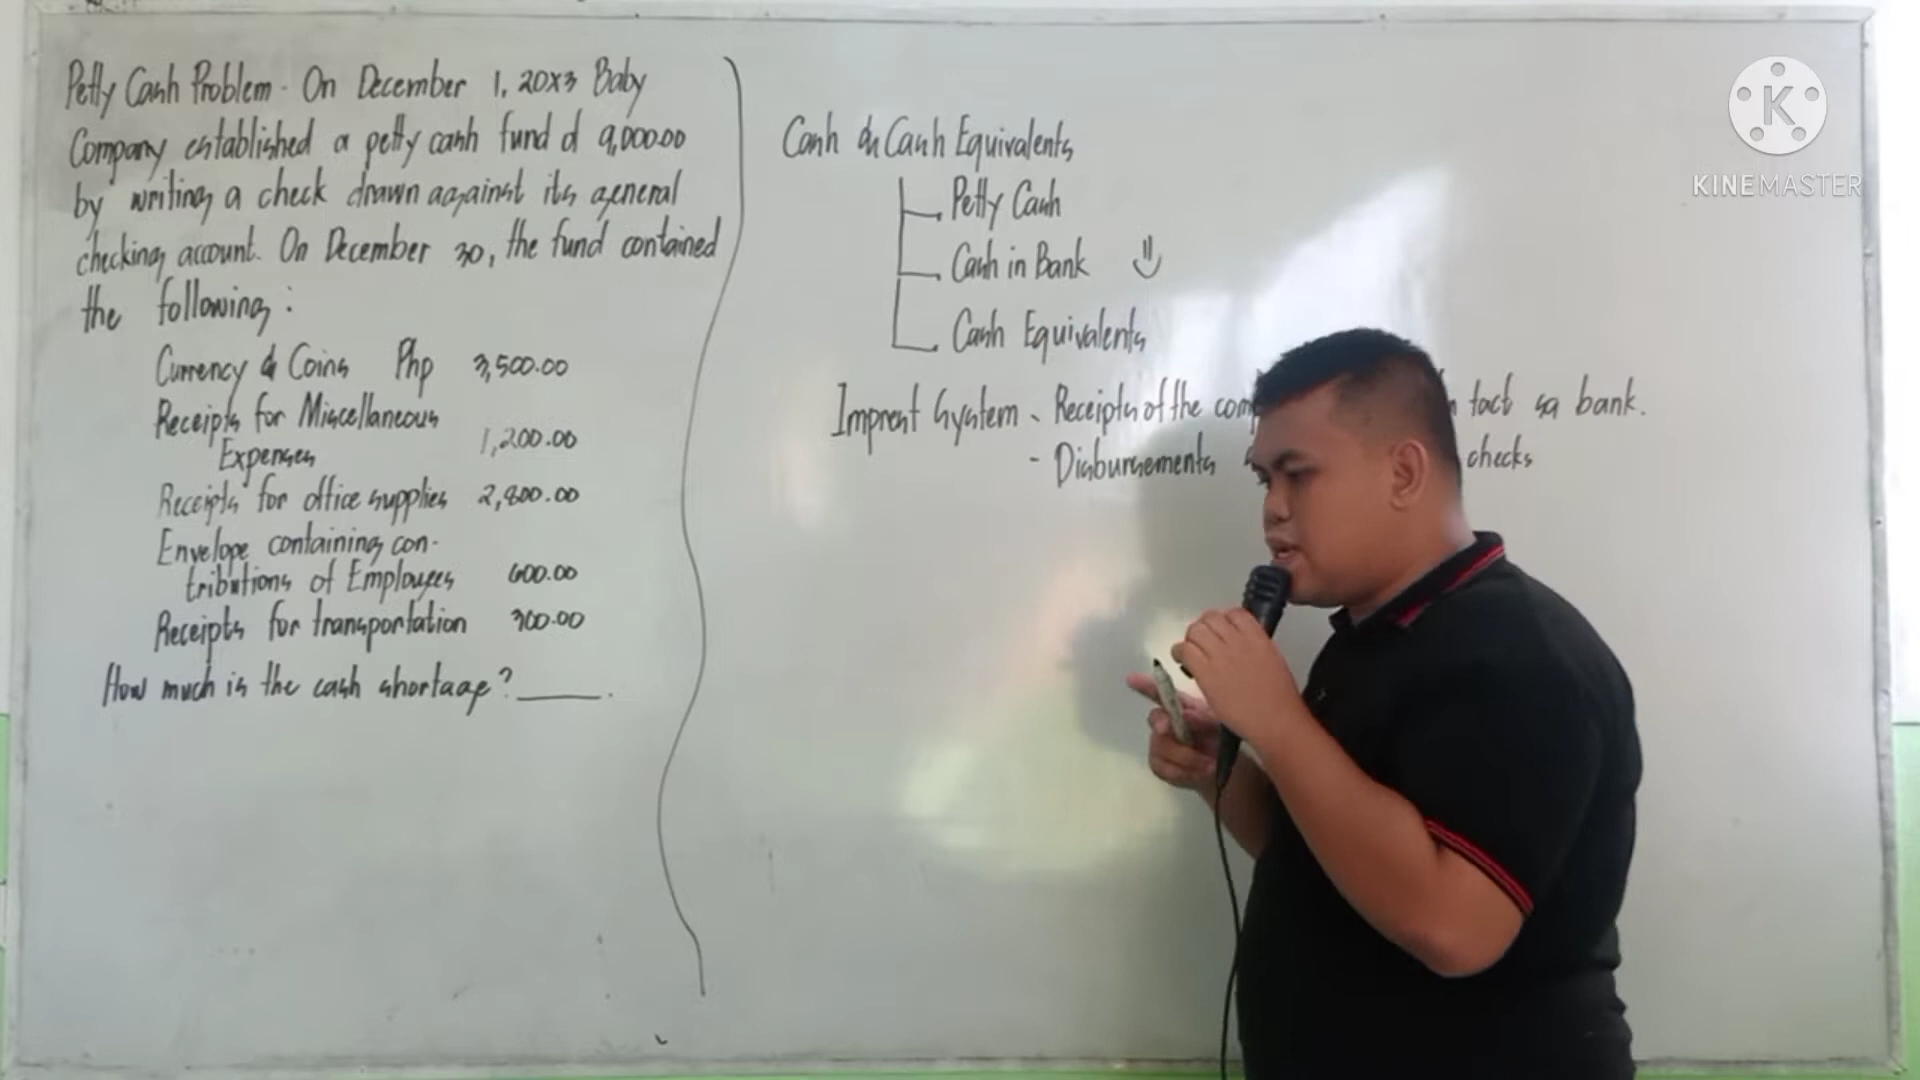 Petty Cash Problem - On December 1, 20x3 Baby
Company established a petty cash fund of 9,000.00
by writing a check drawn against its general
checking account. On December 30, the fund contained
the following:
Currency & Coins Php 3,500.00
Receipts for Miscellaneous
Expenses 1,200.00
Receipts for office supplies 2,800.00
Envelope containing con-
tributions of Employees 600.00
Receipts for transportation 300.00
How much is the cash shortage? ______.
Cash & Cash Equivalents
Petty Cash
Cash in Bank
Cash Equivalents
Imprest System - Receipts of the tact sa bank.
- Disbursements checks
KINEMASTER